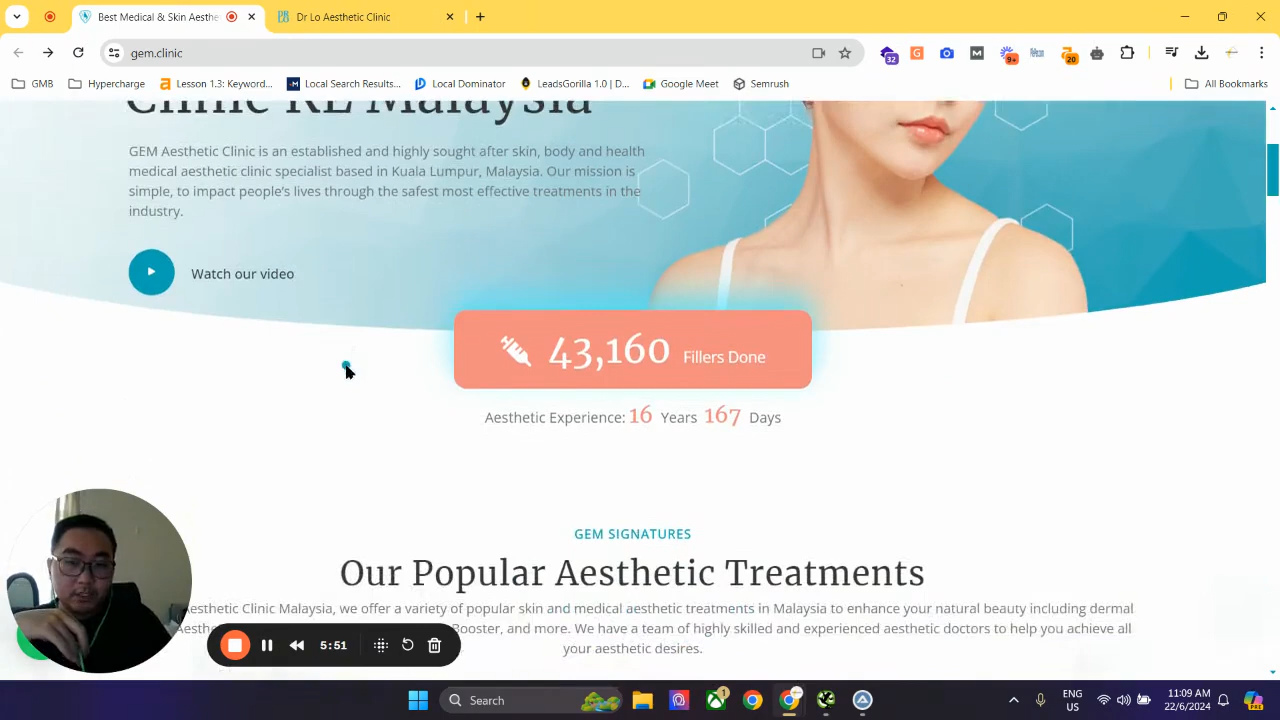 Best Medical & Skin Aesthe
Dr Lo Aesthetic Clinic
gem.clinic
32
9+
20
GMB
Hypercharge
Lesson 1.3: Keyword...
Local Search Results...
Local Dominator
LeadsGorilla 1.0 | D...
Google Meet
Semrush
All Bookmarks
Clinic KL Malaysia
GEM Aesthetic Clinic is an established and highly sought after skin, body and health
medical aesthetic clinic specialist based in Kuala Lumpur, Malaysia. Our mission is
simple, to impact people's lives through the safest most effective treatments in the
industry.
Watch our video
43,160 Fillers Done
Aesthetic Experience: 16 Years 167 Days
GEM SIGNATURES
Our Popular Aesthetic Treatments
Aesthetic Clinic Malaysia, we offer a variety of popular skin and medical aesthetic treatments in Malaysia to enhance your natural beauty including dermal
Booster, and more. We have a team of highly skilled and experienced aesthetic doctors to help you achieve all
your aesthetic desires.
5:51
Search
1
ENG
US
11:09 AM
22/6/2024